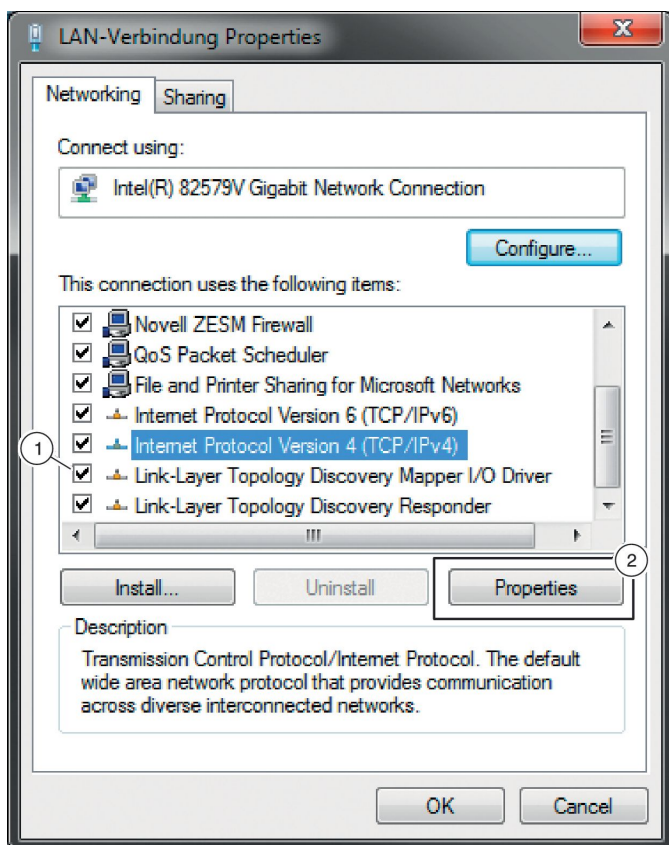 LAN-Verbindung Properties
Networking Sharing
Connect using:
Intel(R) 82579V Gigabit Network Connection
Configure...
This connection uses the following items:
Novell ZESM Firewall
QoS Packet Scheduler
File and Printer Sharing for Microsoft Networks
Internet Protocol Version 6 (TCP/IPv6)
1
Internet Protocol Version 4 (TCP/IPv4)
Link-Layer Topology Discovery Mapper I/O Driver
Link-Layer Topology Discovery Responder
2
Install... Uninstall Properties
Description
Transmission Control Protocol/Internet Protocol. The default
wide area network protocol that provides communication
across diverse interconnected networks.
OK Cancel